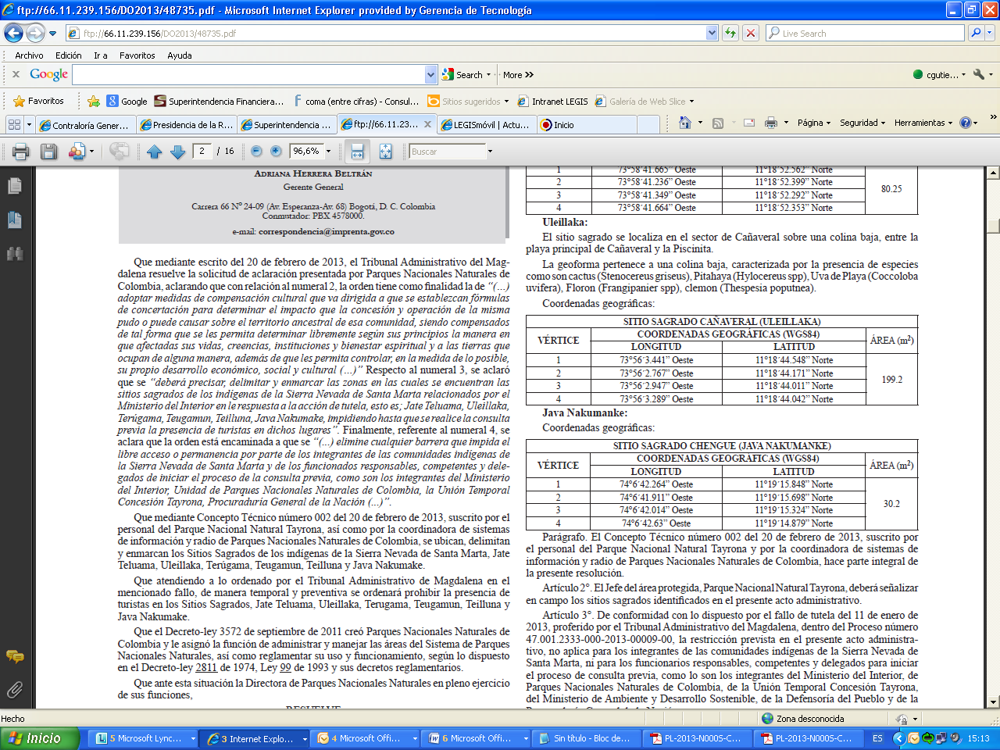 ftp://66.11.239.156/DO2013/48735.pdf - Microsoft Internet Explorer provided by Gerencia de Tecnología
ftp://66.11.239.156/DO2013/48735.pdf
Live Search
Archivo Edición Ir a Favoritos Ayuda
x Google Search More »
cgutie...
Favoritos Google Superintendencia Financiera... coma (entre cifras) - Consul... Sitios sugeridos Intranet LEGIS Galería de Web Slice
Contraloría Gener... Presidencia de la R... Superintendencia ... ftp://66.11.23... LEGISmóvil | Actu... Inicio
Página Seguridad Herramientas
2 / 16 96,6% Buscar
ADRIANA HERRERA BELTRÁN
Gerente General
Carrera 66 N° 24-09 (Av. Esperanza-Av. 68) Bogotá, D. C. Colombia
Conmutador: PBX 4578000.
e-mail: correspondencia@imprenta.gov.co
Que mediante escrito del 20 de febrero de 2013, el Tribunal Administrativo del Mag-
dalena resuelve la solicitud de aclaración presentada por Parques Nacionales Naturales de
Colombia, aclarando que con relación al numeral 2, la orden tiene como finalidad la de “(…)
adoptar medidas de compensación cultural que va dirigida a que se establezcan fórmulas
de concertación para determinar el impacto que la concesión y operación de la misma
pudo o puede causar sobre el territorio ancestral de esa comunidad, siendo compensados
de tal forma que se les permita determinar libremente según sus principios la manera en
que afectadas sus vidas, creencias, instituciones y bienestar espiritual y a las tierras que
ocupan de alguna manera, además de que les permita controlar, en la medida de lo posible,
su propio desarrollo económico, social y cultural (…)” Respecto al numeral 3, se aclaró
que se “deberá precisar, delimitar y enmarcar las zonas en las cuales se encuentran las
sitios sagrados de los indígenas de la Sierra Nevada de Santa Marta relacionados por el
Ministerio del Interior en le respuesta a la acción de tutela, esto es; Jate Teluama, Uleillaka,
Terúgama, Teugamun, Teilluna, Java Nakumake, impidiendo hasta que se realice la consulta
previa la presencia de turistas en dichos lugares”. Finalmente, referente al numeral 4, se
aclara que la orden está encaminada a que se “(...) elimine cualquier barrera que impida el
libre acceso o permanencia por parte de los integrantes de las comunidades indígenas de
la Sierra Nevada de Santa Marta y de los funcionados responsables, competentes y dele-
gados de iniciar el proceso de la consulta previa, como son los integrantes del Ministerio
del Interior, Unidad de Parques Nacionales Naturales de Colombia, la Unión Temporal
Concesión Tayrona, Procuraduría General de la Nación (...)”.
Que mediante Concepto Técnico número 002 del 20 de febrero de 2013, suscrito por el
personal del Parque Nacional Natural Tayrona, así como por la coordinadora de sistemas
de información y radio de Parques Nacionales Naturales de Colombia, se ubican, delimitan
y enmarcan los Sitios Sagrados de los indígenas de la Sierra Nevada de Santa Marta, Jate
Teluama, Uleillaka, Terúgama, Teugamun, Teilluna y Java Nakumake.
Que atendiendo a lo ordenado por el Tribunal Administrativo de Magdalena en el
mencionado fallo, de manera temporal y preventiva se ordenará prohibir la presencia de
turistas en los Sitios Sagrados, Jate Teluama, Uleillaka, Terugama, Teugamun, Teilluna y
Java Nakumake.
Que el Decreto-ley 3572 de septiembre de 2011 creó Parques Nacionales Naturales de
Colombia y le asignó la función de administrar y manejar las áreas del Sistema de Parques
Nacionales Naturales, así como reglamentar su uso y funcionamiento, según lo dispuesto
en el Decreto-ley 2811 de 1974, Ley 99 de 1993 y sus decretos reglamentarios.
Que ante esta situación la Directora de Parques Nacionales Naturales en pleno ejercicio
de sus funciones,
RESUELVE
1 73°58´41.665” Oeste 11°18´52.562” Norte
2 73°58´41.236” Oeste 11°18´52.399” Norte
80.25
3 73°58´41.349” Oeste 11°18´52.292” Norte
4 73°58´41.664” Oeste 11°18´52.353” Norte
Uleillaka:
El sitio sagrado se localiza en el sector de Cañaveral sobre una colina baja, entre la
playa principal de Cañaveral y la Piscinita.
La geoforma pertenece a un colina baja, caracterizada por la presencia de especies
como son cactus (Stenocereus griseus), Pitahaya (Hylocereus spp), Uva de Playa (Coccoloba
uvifera), Floron (Frangipanier spp), clemon (Thespesia poputnea).
Coordenadas geográficas:
SITIO SAGRADO CAÑAVERAL (ULEILLAKA)
VÉRTICE COORDENADAS GEOGRÁFICAS (WGS84) ÁREA (m²)
LONGITUD LATITUD
1 73°56´3.441” Oeste 11°18´44.548” Norte
2 73°56´2.767” Oeste 11°18´44.171” Norte
199.2
3 73°56´2.947” Oeste 11°18´44.011” Norte
4 73°56´3.289” Oeste 11°18´44.042” Norte
Java Nakumanke:
Coordenadas geográficas:
SITIO SAGRADO CHENGUE (JAVA NAKUMANKE)
VÉRTICE COORDENADAS GEOGRÁFICAS (WGS84) ÁREA (m²)
LONGITUD LATITUD
1 74°6´42.264” Oeste 11°19´15.848” Norte
2 74°6´41.911” Oeste 11°19´15.698” Norte
30.2
3 74°6´42.014” Oeste 11°19´15.324” Norte
4 74°6´42.63” Oeste 11°19´14.879” Norte
Parágrafo. El Concepto Técnico número 002 del 20 de febrero de 2013, suscrito por
el personal del Parque Nacional Natural Tayrona y por la coordinadora de sistemas de
información y radio de Parques Nacionales Naturales de Colombia, hace parte integral de
la presente resolución.
Artículo 2°. El Jefe del área protegida, Parque Nacional Natural Tayrona, deberá señalizar
en campo los sitios sagrados identificados en el presente acto administrativo.
Artículo 3°. De conformidad con lo dispuesto por el fallo de tutela del 11 de enero de
2013, proferido por el Tribunal Administrativo del Magdalena, dentro del Proceso número
47.001.2333-000-2013-00009-00, la restricción prevista en el presente acto administra-
tivo, no aplica para los integrantes de las comunidades indígenas de la Sierra Nevada de
Santa Marta, ni para los funcionarios responsables, competentes y delegados para iniciar
el proceso de consulta previa, como lo son los integrantes del Ministerio del Interior, de
Parques Nacionales Naturales de Colombia, de la Unión Temporal Concesión Tayrona,
del Ministerio de Ambiente y Desarrollo Sostenible, de la Defensoría del Pueblo y de la
Hecho
Zona desconocida
Inicio 5 Microsoft Lync... 3 Internet Explo... 4 Microsoft Offi... 6 Microsoft Offi... Sin título - Bloc de... PL-2013-N000S-C... PL-2013-N000S-C... ES 15:13